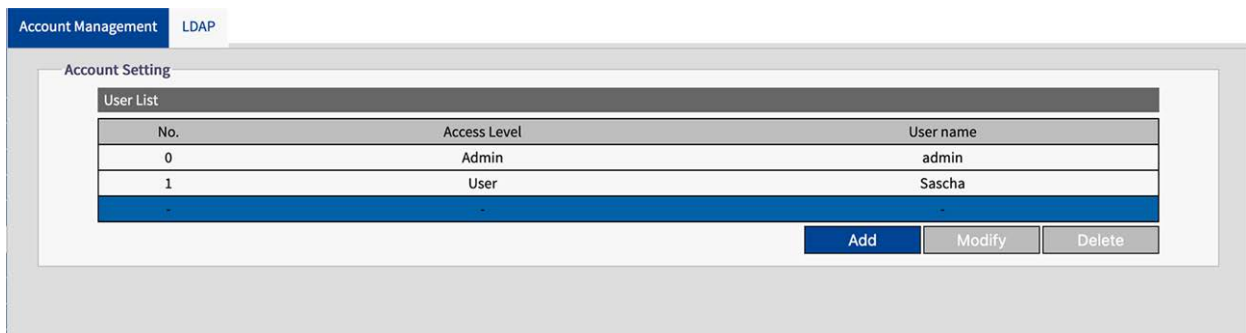 Account Management LDAP
Account Setting
User List
No. Access Level User name
0 Admin admin
1 User Sascha
- - -
Add Modify Delete